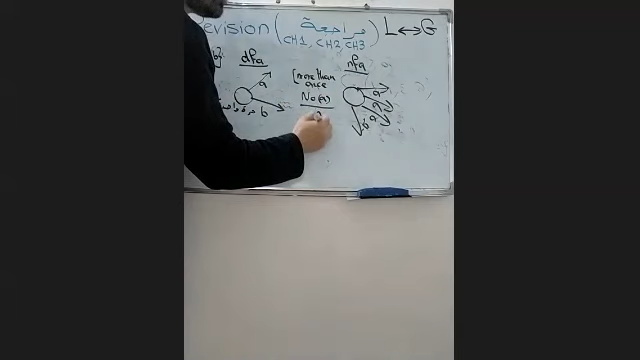 Revision ( مراجعة ) L ↔ G
CH1, CH2, CH3
dfa
nfa
[more than
once
No(a)
a
b
a
a
a
b